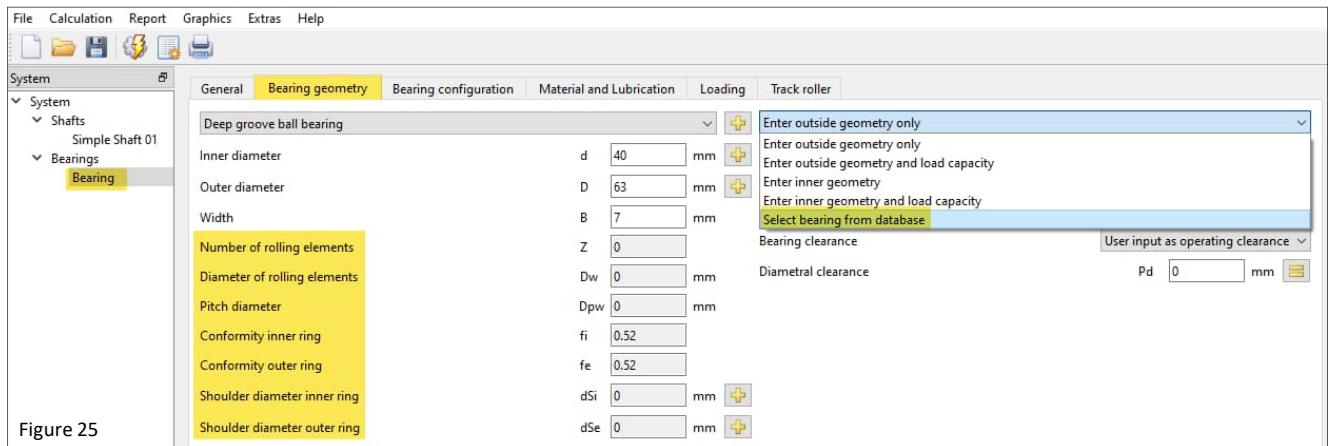 File Calculation Report Graphics Extras Help
System
System
Shafts
Simple Shaft 01
Bearings
Bearing
General Bearing geometry Bearing configuration Material and Lubrication Loading Track roller
Deep groove ball bearing
Inner diameter d 40 mm
Outer diameter D 63 mm
Width B 7 mm
Number of rolling elements Z 0
Diameter of rolling elements Dw 0 mm
Pitch diameter Dpw 0 mm
Conformity inner ring fi 0.52
Conformity outer ring fe 0.52
Shoulder diameter inner ring dSi 0 mm
Shoulder diameter outer ring dSe 0 mm
Enter outside geometry only
Enter outside geometry only
Enter outside geometry and load capacity
Enter inner geometry
Enter inner geometry and load capacity
Select bearing from database
Bearing clearance User input as operating clearance
Diametral clearance Pd 0 mm
Figure 25